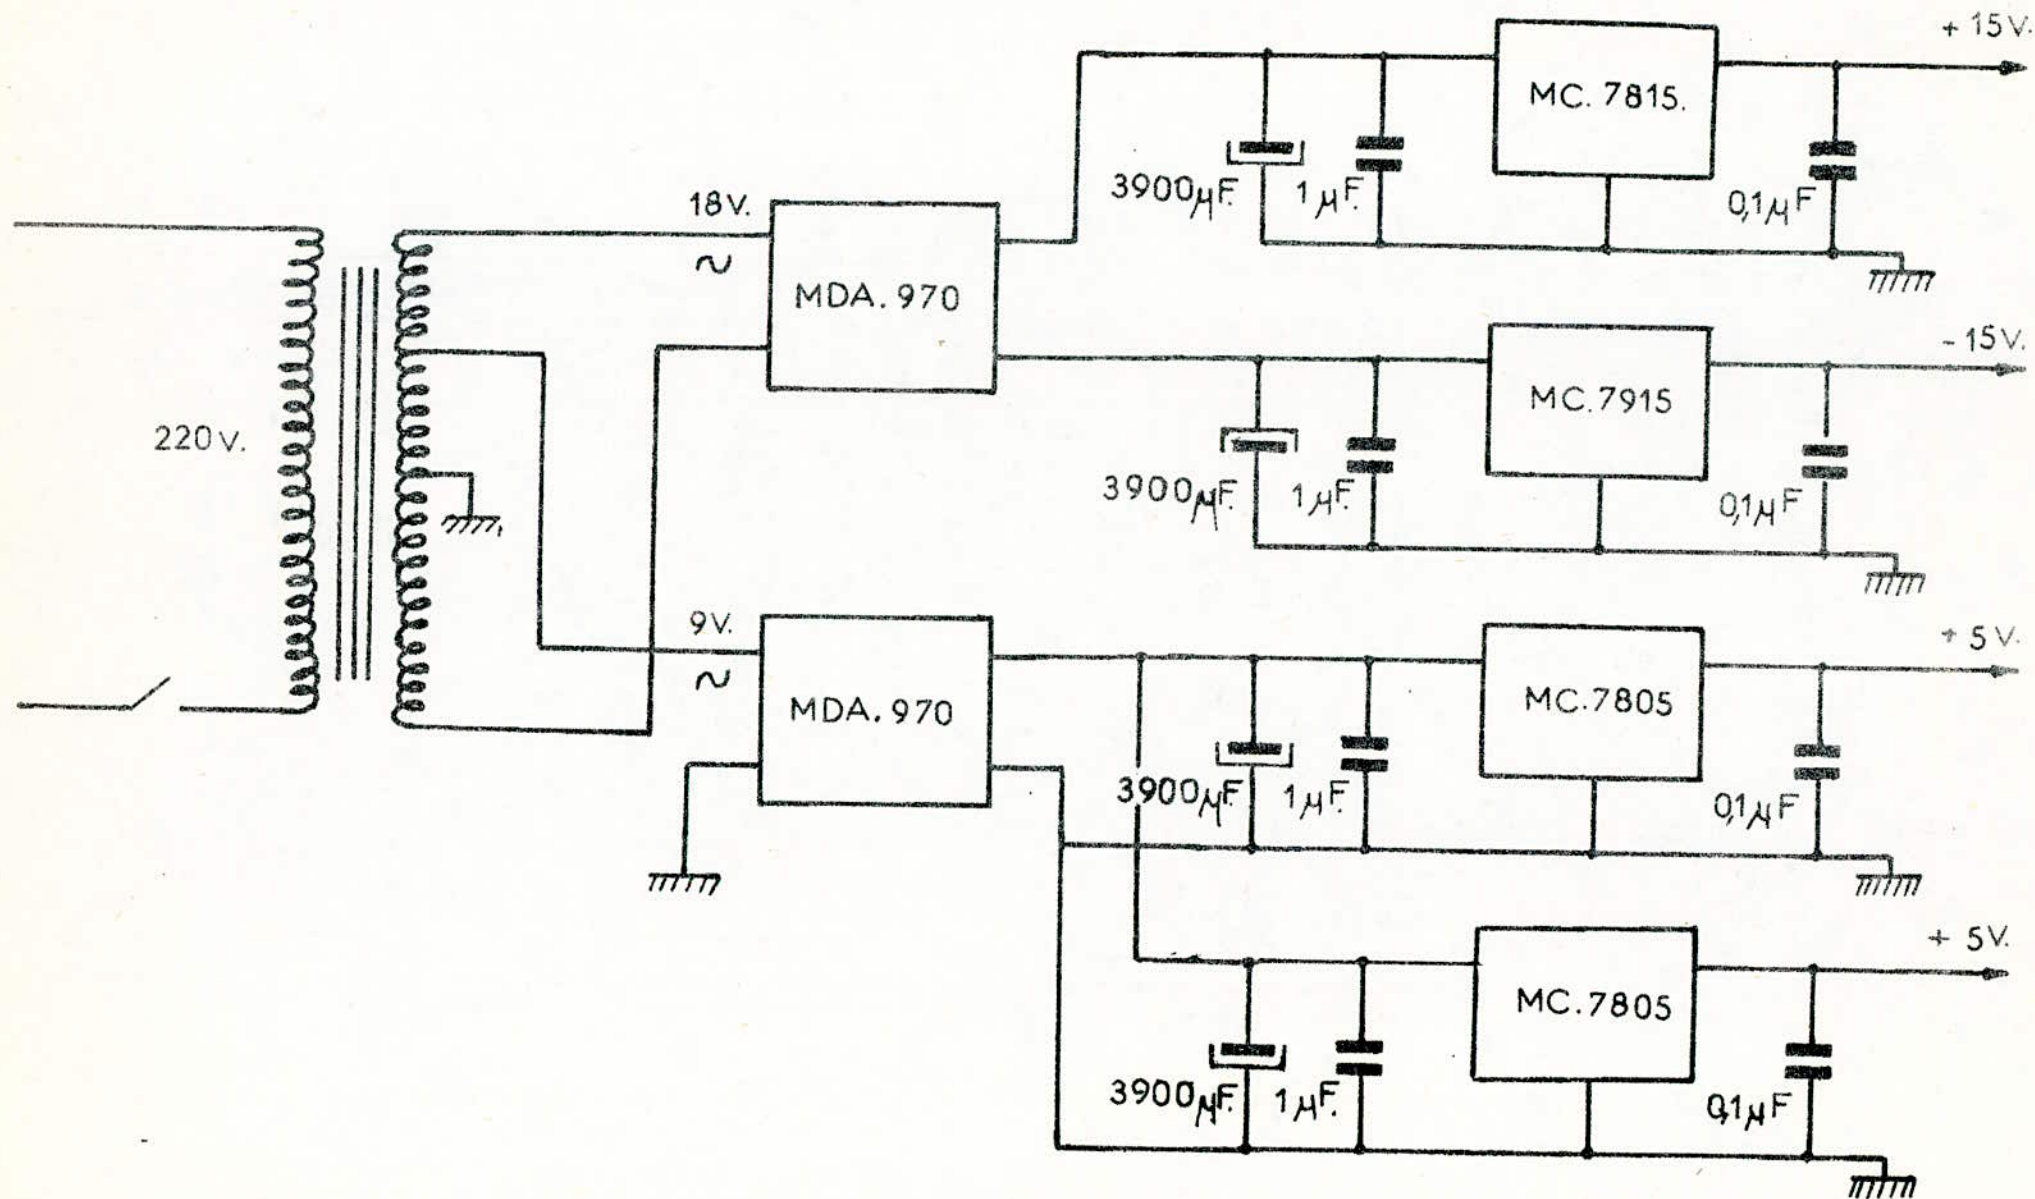 + 15V.
MC. 7815.
3900µF.
1µF.
0,1µF
18V.
~
MDA. 970
- 15V.
MC. 7915
220V.
3900µF.
1µF.
0,1µF
9V.
~
MDA. 970
+ 5V.
MC. 7805
3900µF.
1µF.
0,1µF
+ 5V.
MC. 7805
3900µF.
1µF.
0,1µF